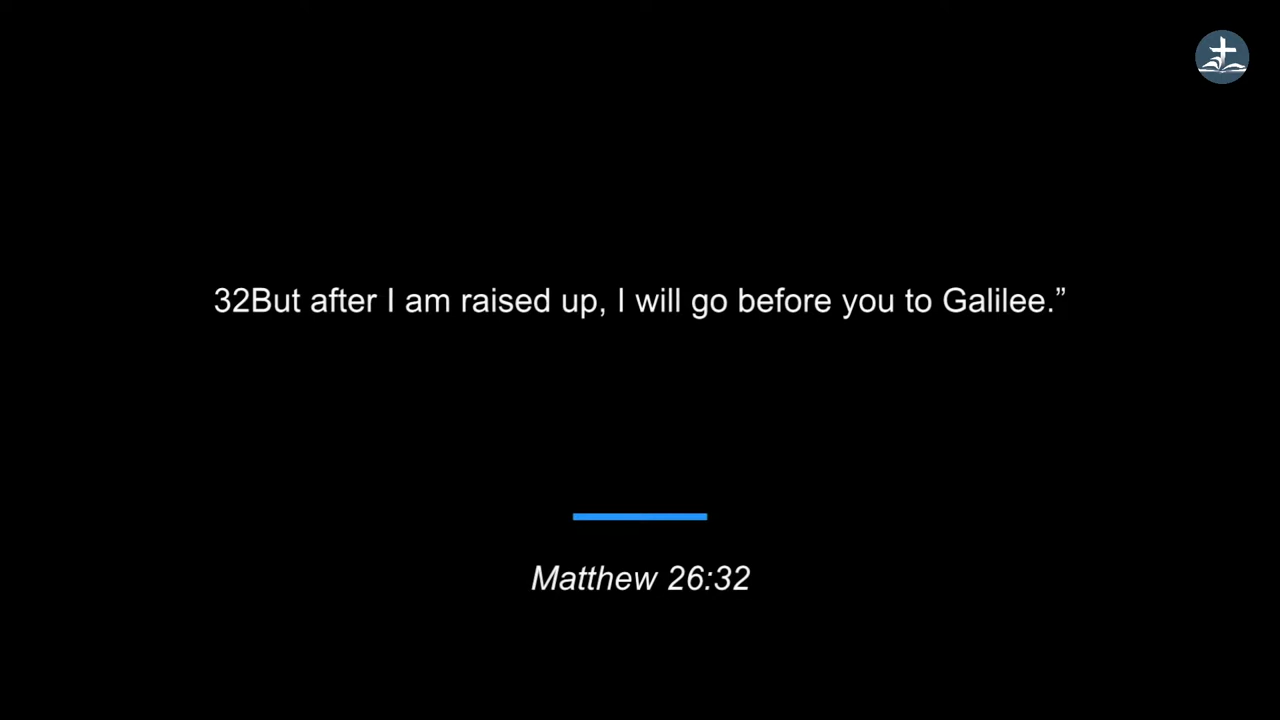 32But after I am raised up, I will go before you to Galilee.”
Matthew 26:32